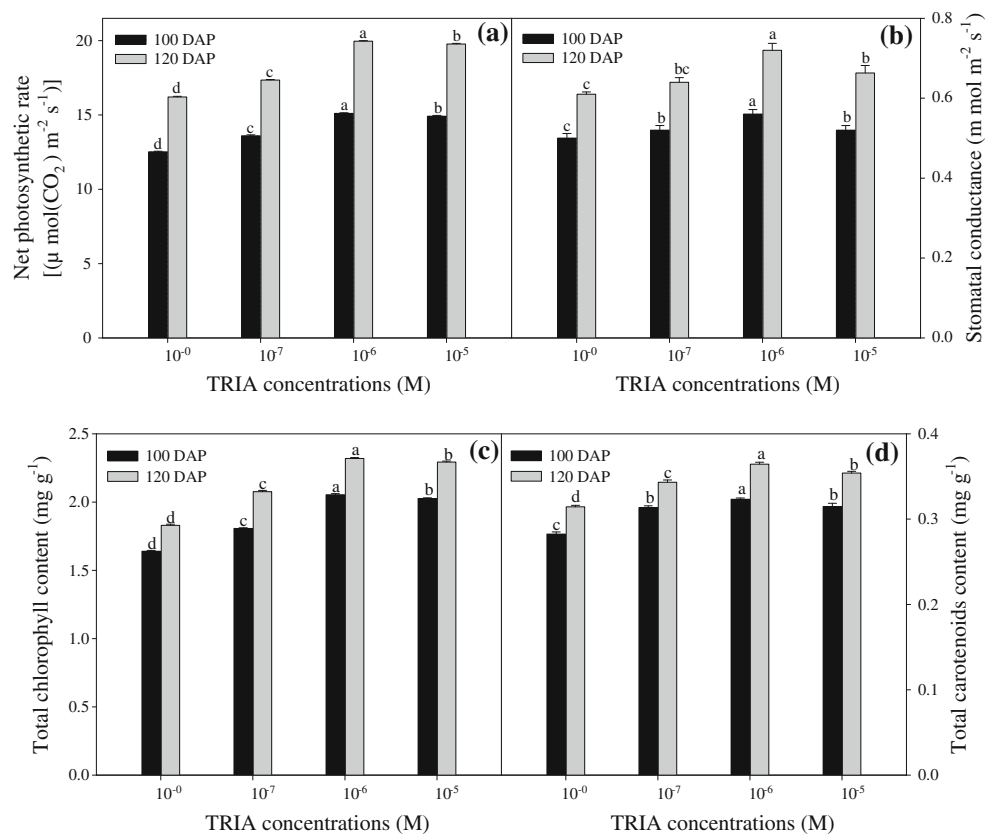 (a)
100 DAP
120 DAP
Net photosynthetic rate
[(μ mol(CO₂) m⁻² s⁻¹)]
20
15
10
5
0
d
d
c
c
a
a
b
b
10⁻⁰
10⁻⁷
10⁻⁶
10⁻⁵
TRIA concentrations (M)
(b)
100 DAP
120 DAP
c
c
b
bc
a
a
b
b
0.8
0.6
0.4
0.2
0.0
Stomatal conductance (m mol m⁻² s⁻¹)
10⁻⁰
10⁻⁷
10⁻⁶
10⁻⁵
TRIA concentrations (M)
(c)
100 DAP
120 DAP
Total chlorophyll content (mg g⁻¹)
2.5
2.0
1.5
1.0
0.5
0.0
d
d
c
c
a
a
b
b
10⁻⁰
10⁻⁷
10⁻⁶
10⁻⁵
TRIA concentrations (M)
(d)
100 DAP
120 DAP
c
d
b
c
a
a
b
b
0.4
0.3
0.2
0.1
0.0
Total carotenoids content (mg g⁻¹)
10⁻⁰
10⁻⁷
10⁻⁶
10⁻⁵
TRIA concentrations (M)